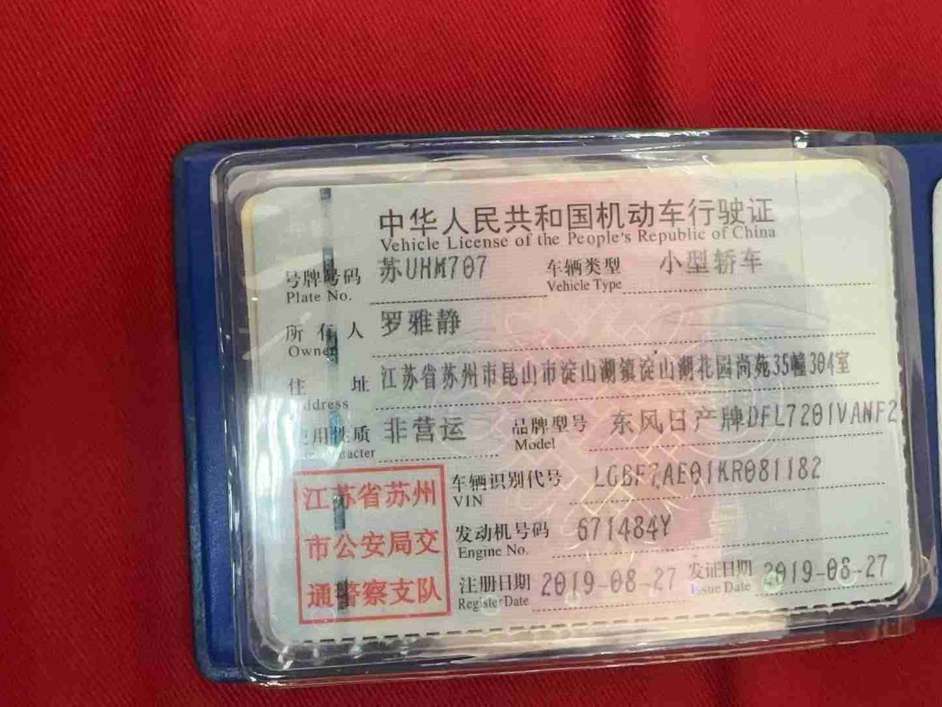 中华人民共和国机动车行驶证
Vehicle License of the People's Republic of China
号牌号码 苏UHM707 车辆类型 小型轿车
Plate No. Vehicle Type
所有人 罗雅静
Owner
住址 江苏省苏州市昆山市淀山湖镇淀山湖花园尚苑35幢304室
Address
使用性质 非营运 品牌型号 东风日产牌DFL7201VANF2
Character Model
江苏省苏州
市公安局交
通警察支队
车辆识别代号 LGBF7AE01KR081182
VIN
发动机号码 671484Y
Engine No.
注册日期 2019-08-27 发证日期 2019-08-27
Register Date Issue Date